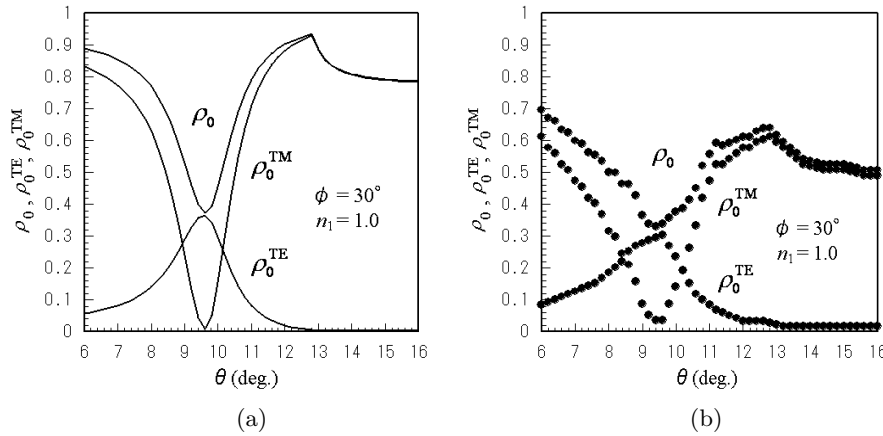 1
0.9
0.8
0.7
0.6
0.5
0.4
0.3
0.2
0.1
0
ρ₀ , ρ₀ᵀᴱ , ρ₀ᵀᴹ
ρ₀
ρ₀ᵀᴹ
ϕ = 30°
n₁ = 1.0
ρ₀ᵀᴱ
6 7 8 9 10 11 12 13 14 15 16
θ (deg.)
(a)
1
0.9
0.8
0.7
0.6
0.5
0.4
0.3
0.2
0.1
0
ρ₀ , ρ₀ᵀᴱ , ρ₀ᵀᴹ
ρ₀
ρ₀ᵀᴹ
ϕ = 30°
n₁ = 1.0
ρ₀ᵀᴱ
6 7 8 9 10 11 12 13 14 15 16
θ (deg.)
(b)